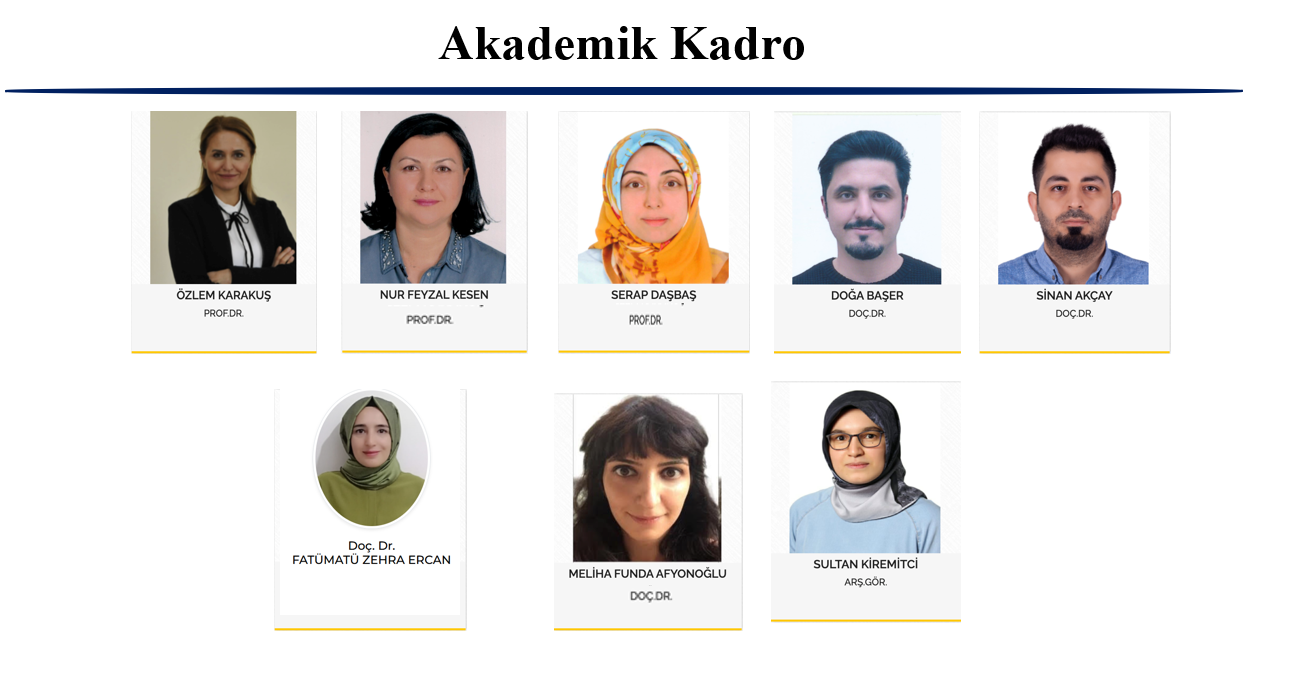 Akademik Kadro
ÖZLEM KARAKUŞ
PROF.DR.
NUR FEYZAL KESEN
PROF.DR.
SERAP DAŞBAŞ
PROF.DR.
DOĞA BAŞER
DOÇ.DR.
SİNAN AKÇAY
DOÇ.DR.
Doç. Dr.
FATÜMATÜ ZEHRA ERCAN
MELİHA FUNDA AFYONOĞLU
DOÇ.DR.
SULTAN KİREMİTCİ
ARŞ.GÖR.